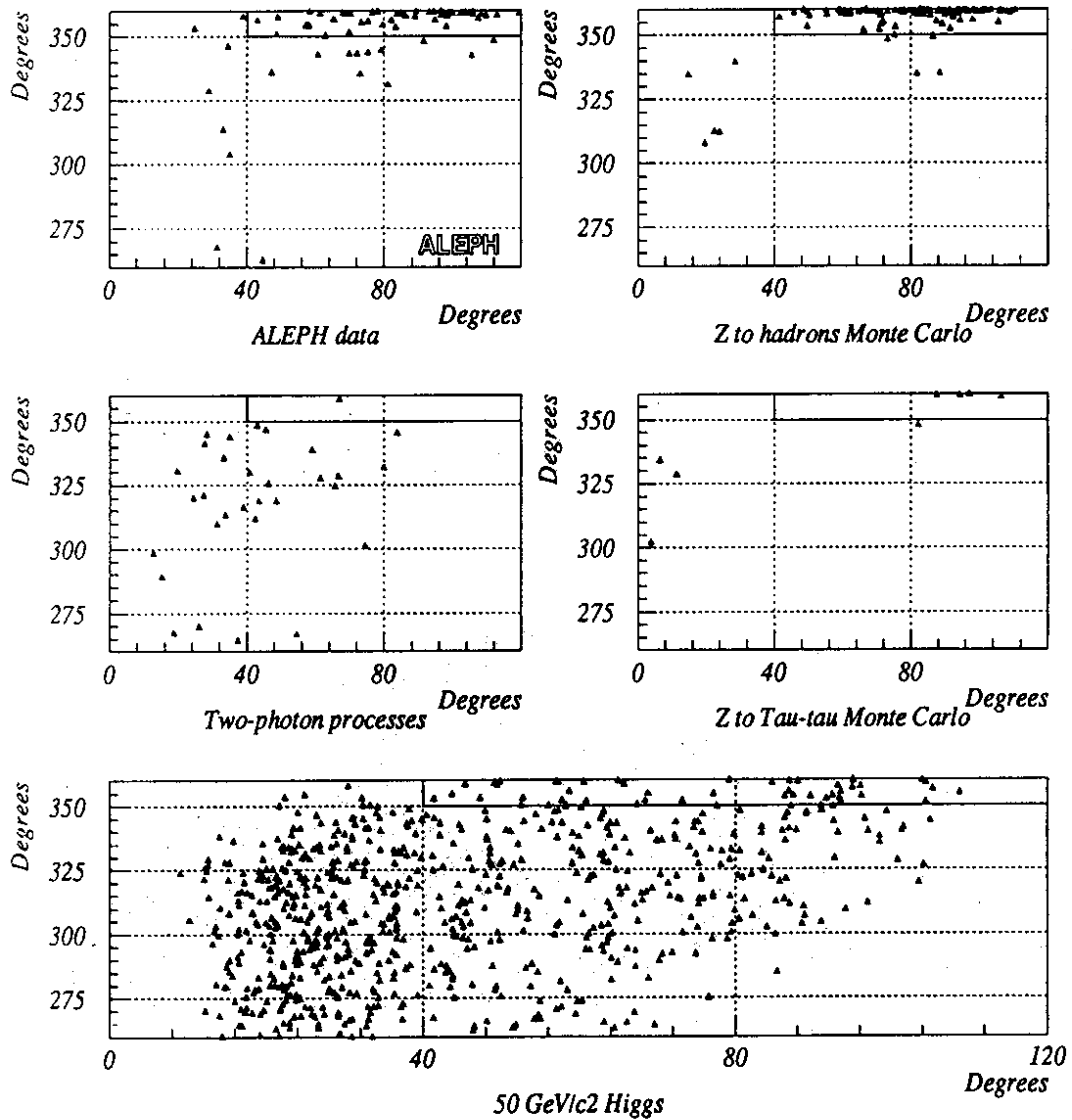 Degrees
350
325
300
275
0
40
80
Degrees
ALEPH
ALEPH data
Degrees
350
325
300
275
0
40
80
Degrees
Z to hadrons Monte Carlo
Degrees
350
325
300
275
0
40
80
Degrees
Two-photon processes
Degrees
350
325
300
275
0
40
80
Degrees
Z to Tau-tau Monte Carlo
Degrees
350
325
300
275
0
40
80
120
Degrees
50 GeV/c2 Higgs